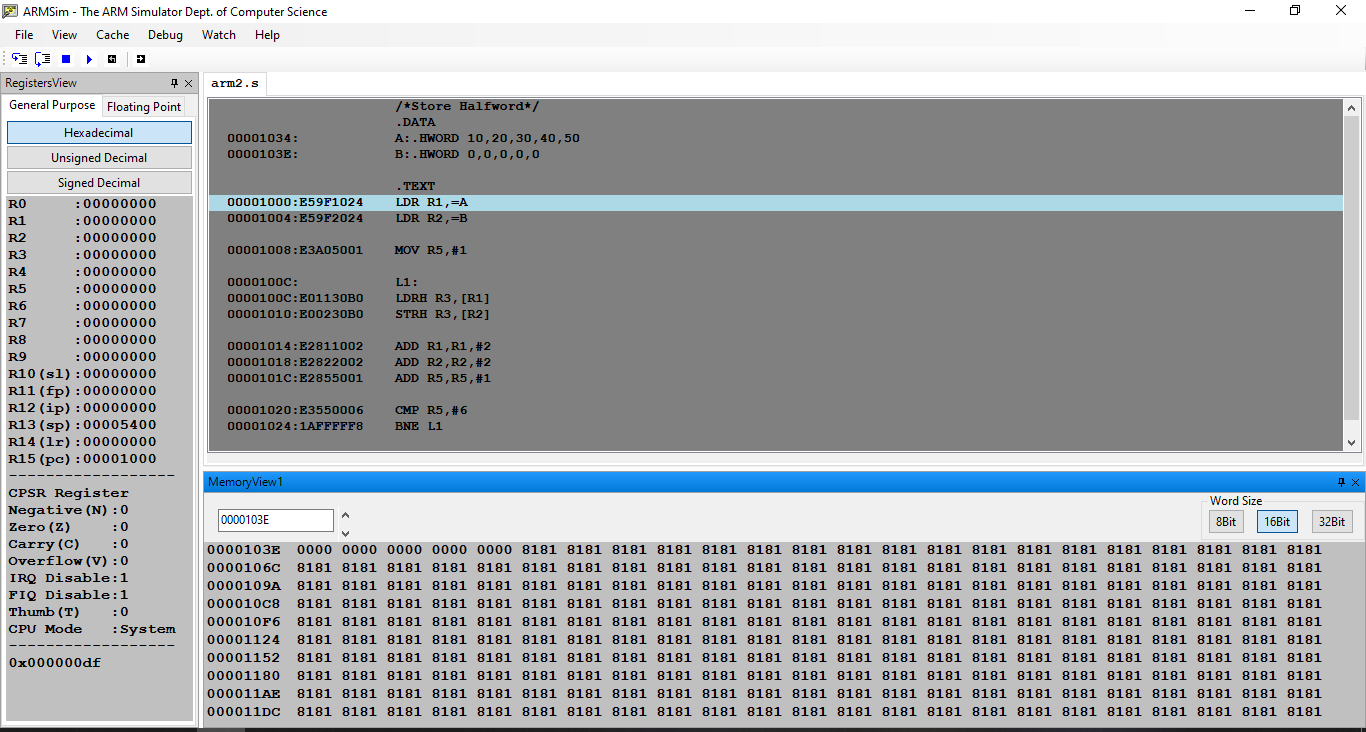 ARMSim - The ARM Simulator Dept. of Computer Science
File View Cache Debug Watch Help
RegistersView
General Purpose Floating Point
Hexadecimal
Unsigned Decimal
Signed Decimal
R0 :00000000
R1 :00000000
R2 :00000000
R3 :00000000
R4 :00000000
R5 :00000000
R6 :00000000
R7 :00000000
R8 :00000000
R9 :00000000
R10(sl):00000000
R11(fp):00000000
R12(ip):00000000
R13(sp):00005400
R14(lr):00000000
R15(pc):00001000
------------------
CPSR Register
Negative(N):0
Zero(Z) :0
Carry(C) :0
Overflow(V):0
IRQ Disable:1
FIQ Disable:1
Thumb(T) :0
CPU Mode :System
------------------
0x000000df
arm2.s
/*Store Halfword*/
.DATA
00001034: A:.HWORD 10,20,30,40,50
0000103E: B:.HWORD 0,0,0,0,0
.TEXT
00001000:E59F1024 LDR R1,=A
00001004:E59F2024 LDR R2,=B
00001008:E3A05001 MOV R5,#1
0000100C: L1:
0000100C:E01130B0 LDRH R3,[R1]
00001010:E00230B0 STRH R3,[R2]
00001014:E2811002 ADD R1,R1,#2
00001018:E2822002 ADD R2,R2,#2
0000101C:E2855001 ADD R5,R5,#1
00001020:E3550006 CMP R5,#6
00001024:1AFFFFF8 BNE L1
MemoryView1
0000103E
Word Size
8Bit 16Bit 32Bit
0000103E 0000 0000 0000 0000 0000 8181 8181 8181 8181 8181 8181 8181 8181 8181 8181 8181 8181 8181 8181 8181 8181 8181 8181
0000106C 8181 8181 8181 8181 8181 8181 8181 8181 8181 8181 8181 8181 8181 8181 8181 8181 8181 8181 8181 8181 8181 8181 8181
0000109A 8181 8181 8181 8181 8181 8181 8181 8181 8181 8181 8181 8181 8181 8181 8181 8181 8181 8181 8181 8181 8181 8181 8181
000010C8 8181 8181 8181 8181 8181 8181 8181 8181 8181 8181 8181 8181 8181 8181 8181 8181 8181 8181 8181 8181 8181 8181 8181
000010F6 8181 8181 8181 8181 8181 8181 8181 8181 8181 8181 8181 8181 8181 8181 8181 8181 8181 8181 8181 8181 8181 8181 8181
00001124 8181 8181 8181 8181 8181 8181 8181 8181 8181 8181 8181 8181 8181 8181 8181 8181 8181 8181 8181 8181 8181 8181 8181
00001152 8181 8181 8181 8181 8181 8181 8181 8181 8181 8181 8181 8181 8181 8181 8181 8181 8181 8181 8181 8181 8181 8181 8181
00001180 8181 8181 8181 8181 8181 8181 8181 8181 8181 8181 8181 8181 8181 8181 8181 8181 8181 8181 8181 8181 8181 8181 8181
000011AE 8181 8181 8181 8181 8181 8181 8181 8181 8181 8181 8181 8181 8181 8181 8181 8181 8181 8181 8181 8181 8181 8181 8181
000011DC 8181 8181 8181 8181 8181 8181 8181 8181 8181 8181 8181 8181 8181 8181 8181 8181 8181 8181 8181 8181 8181 8181 8181